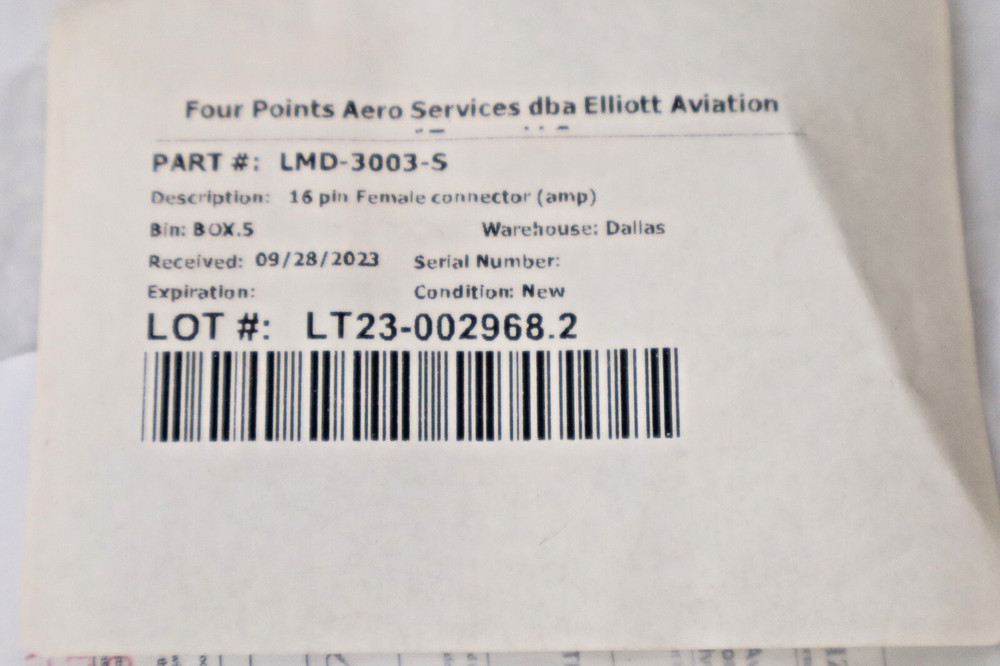 Four Points Aero Services dba Elliott Aviation
PART #: LMD-3003-S
Description: 16 pin Female connector (amp)
Bin: BOX.5 Warehouse: Dallas
Received: 09/28/2023 Serial Number:
Expiration: Condition: New
LOT #: LT23-002968.2